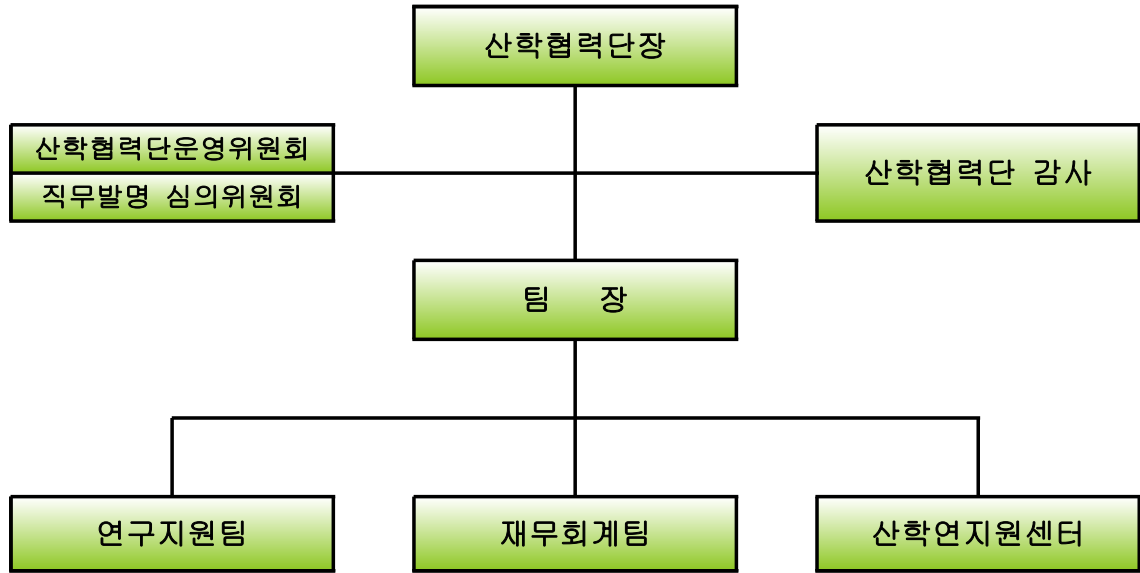 산학협력단장
산학협력단운영위원회
직무발명 심의위원회
산학협력단 감사
팀 장
연구지원팀
재무회계팀
산학연지원센터